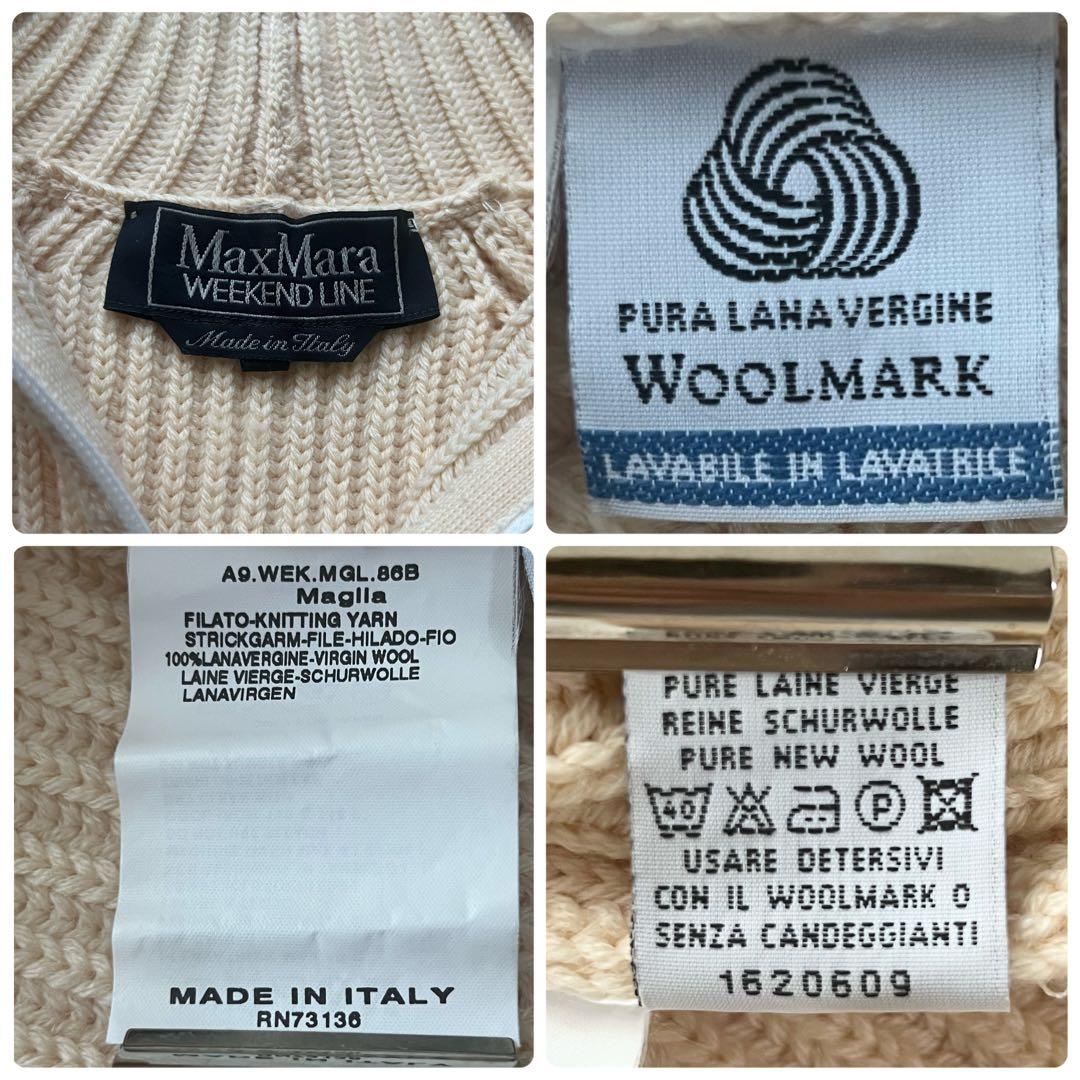 MaxMara
WEEKEND LINE
Made in Italy
PURA LANA VERGINE
WOOLMARK
LAVABILE IN LAVATRICE
A9.WEK.MGL.86B
Maglia
FILATO-KNITTING YARN
STRICKGARM-FILE-HILADO-FIO
100%LANAVERGINE-VIRGIN WOOL
LAINE VIERGE-SCHURWOLLE
LANAVIRGEN
MADE IN ITALY
RN73136
PURE LAINE VIERGE
REINE SCHURWOLLE
PURE NEW WOOL
40 P
USARE DETERSIVI
CON IL WOOLMARK O
SENZA CANDEGGIANTI
1620609